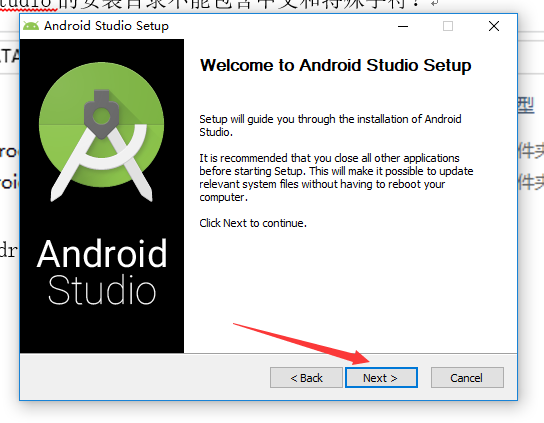 tudio 的安装目录不能包含中文和特殊字符！
Android Studio Setup
Welcome to Android Studio Setup
Setup will guide you through the installation of Android
Studio.
It is recommended that you close all other applications
before starting Setup. This will make it possible to update
relevant system files without having to reboot your
computer.
Click Next to continue.
Android
Studio
ATA
型
roi
件夹
roid
件夹
dr
< Back
Next >
Cancel